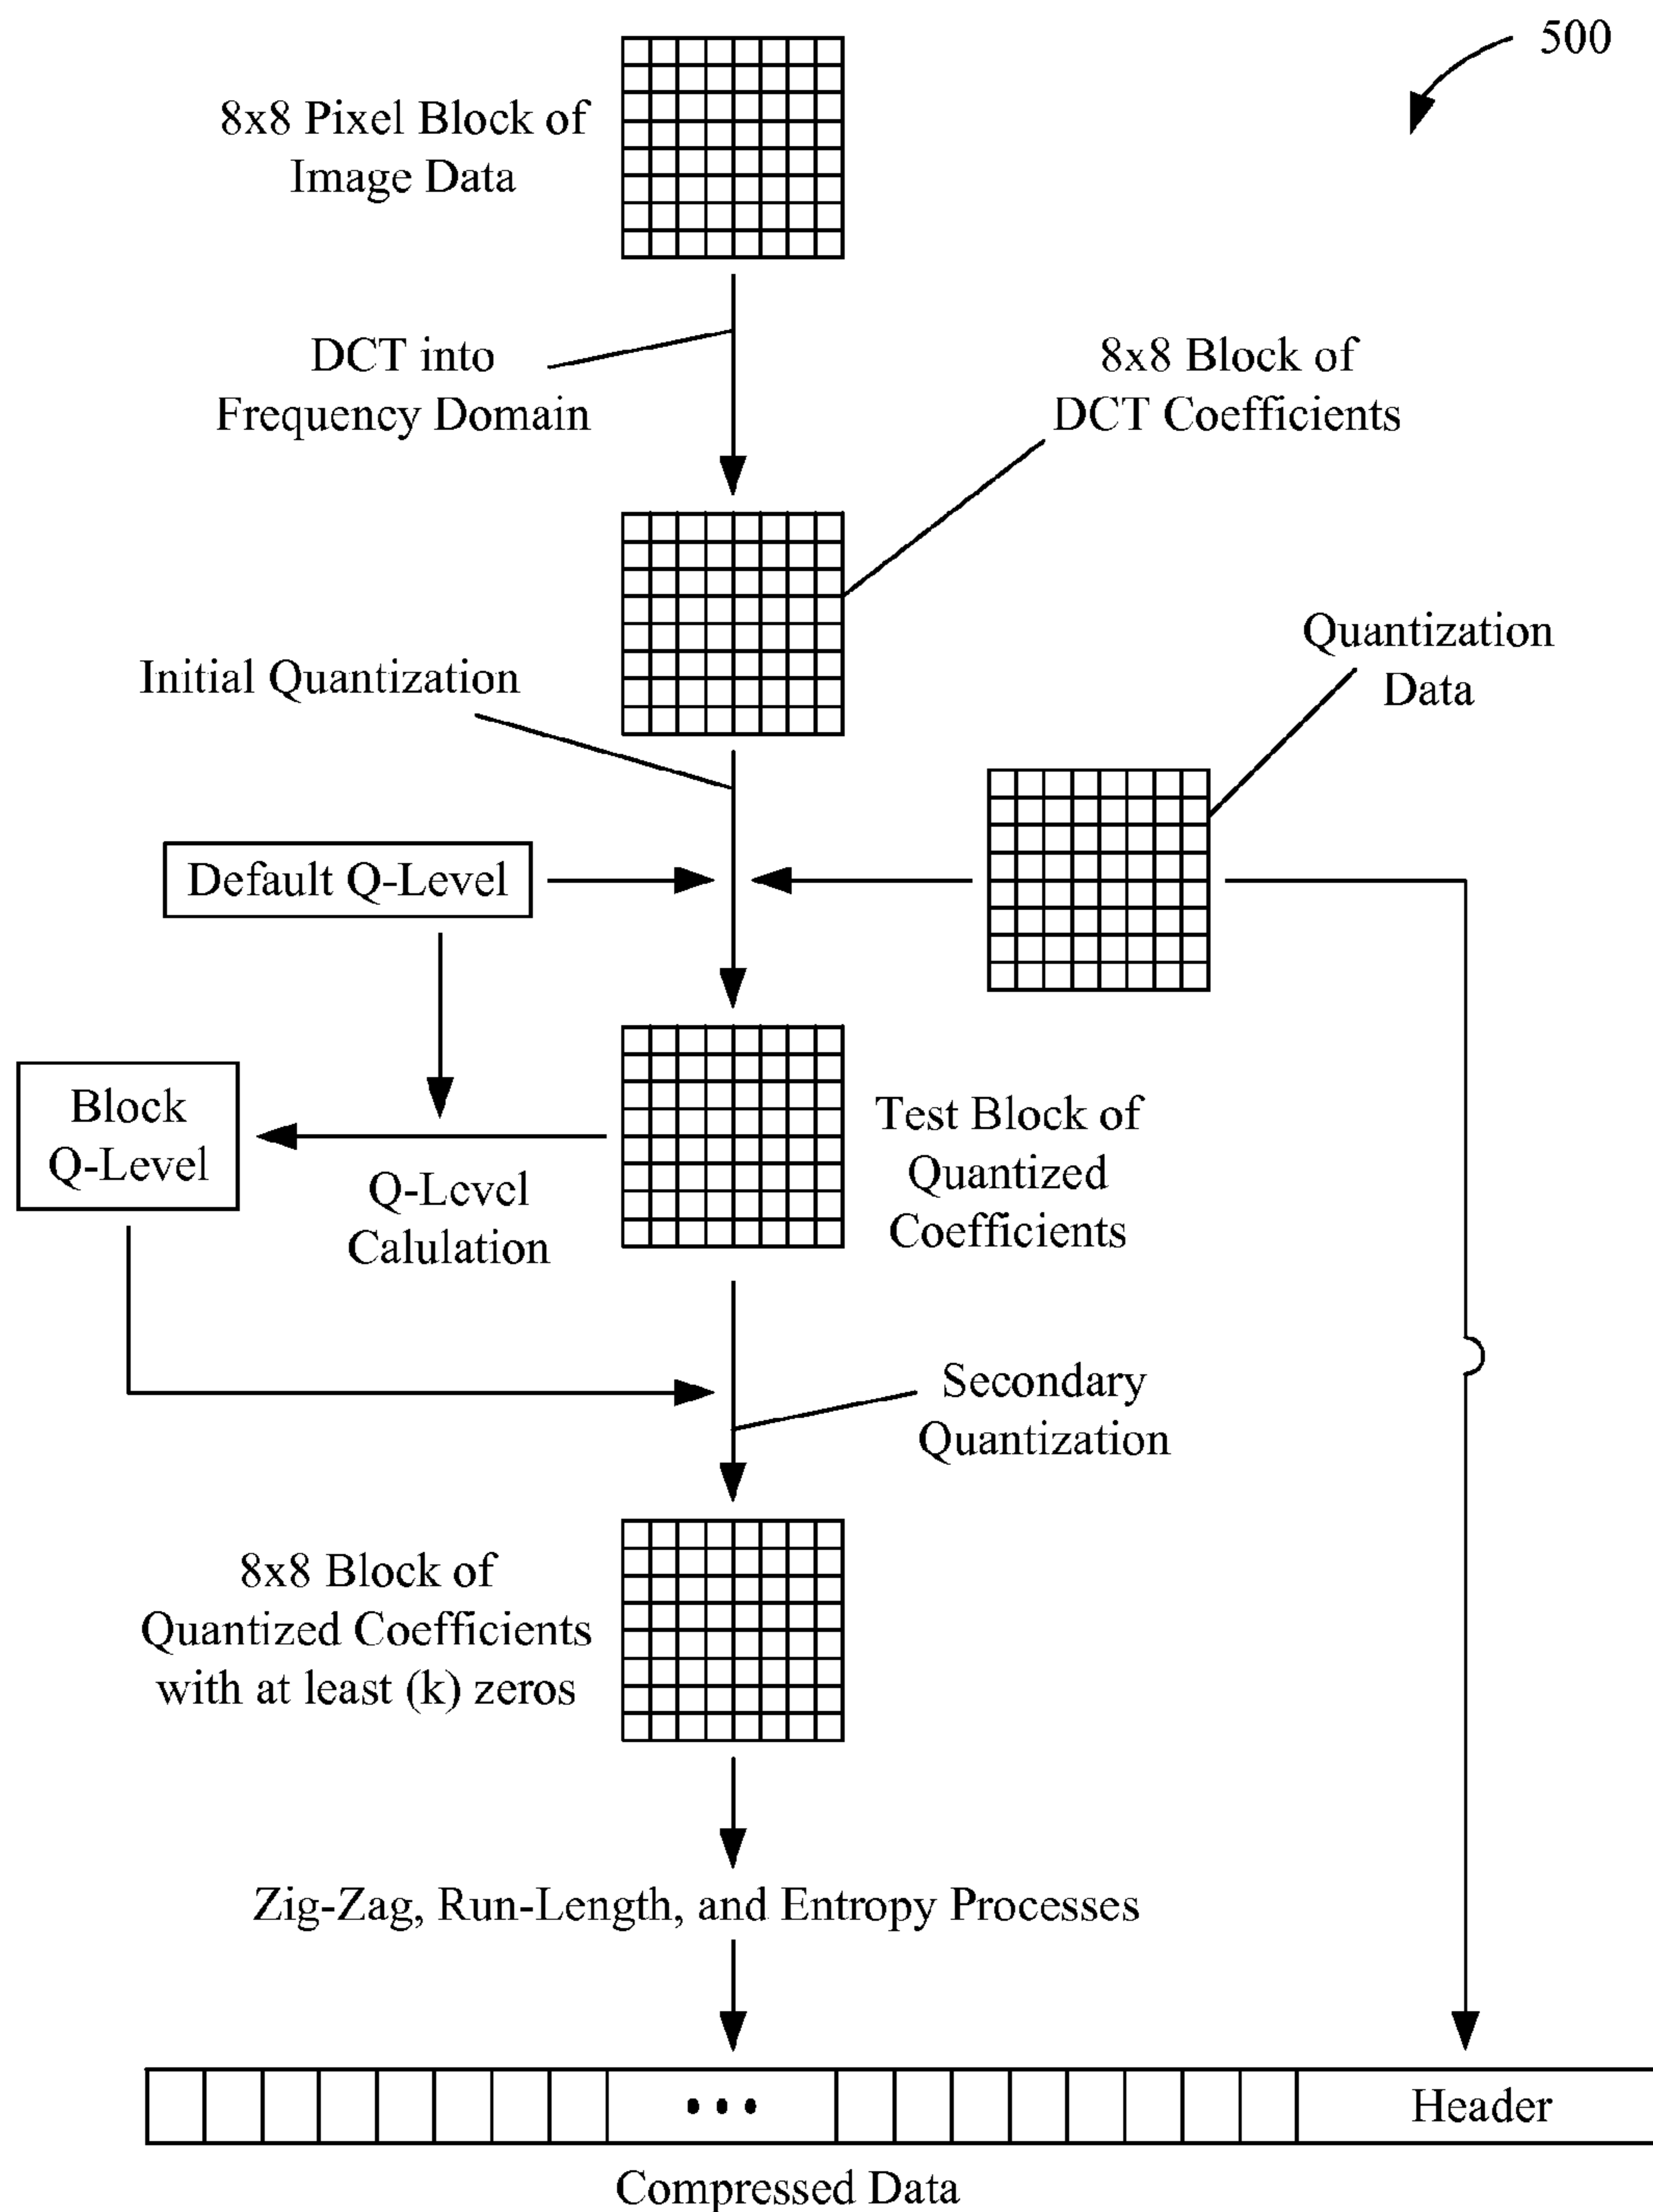 500
8x8 Pixel Block of
Image Data
DCT into
Frequency Domain
8x8 Block of
DCT Coefficients
Quantization
Data
Initial Quantization
Default Q-Level
Block
Q-Level
Q-Level
Calulation
Test Block of
Quantized
Coefficients
Secondary
Quantization
8x8 Block of
Quantized Coefficients
with at least (k) zeros
Zig-Zag, Run-Length, and Entropy Processes
• • •
Header
Compressed Data